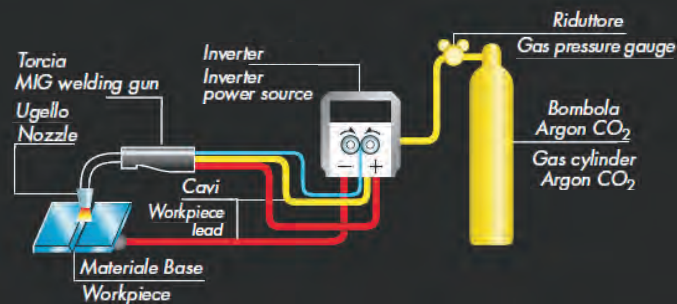 Torcia
MIG welding gun
Ugello
Nozzle
Inverter
Inverter
power source
Riduttore
Gas pressure gauge
Bombola
Argon CO₂
Gas cylinder
Argon CO₂
− +
Cavi
Workpiece
lead
Materiale Base
Workpiece